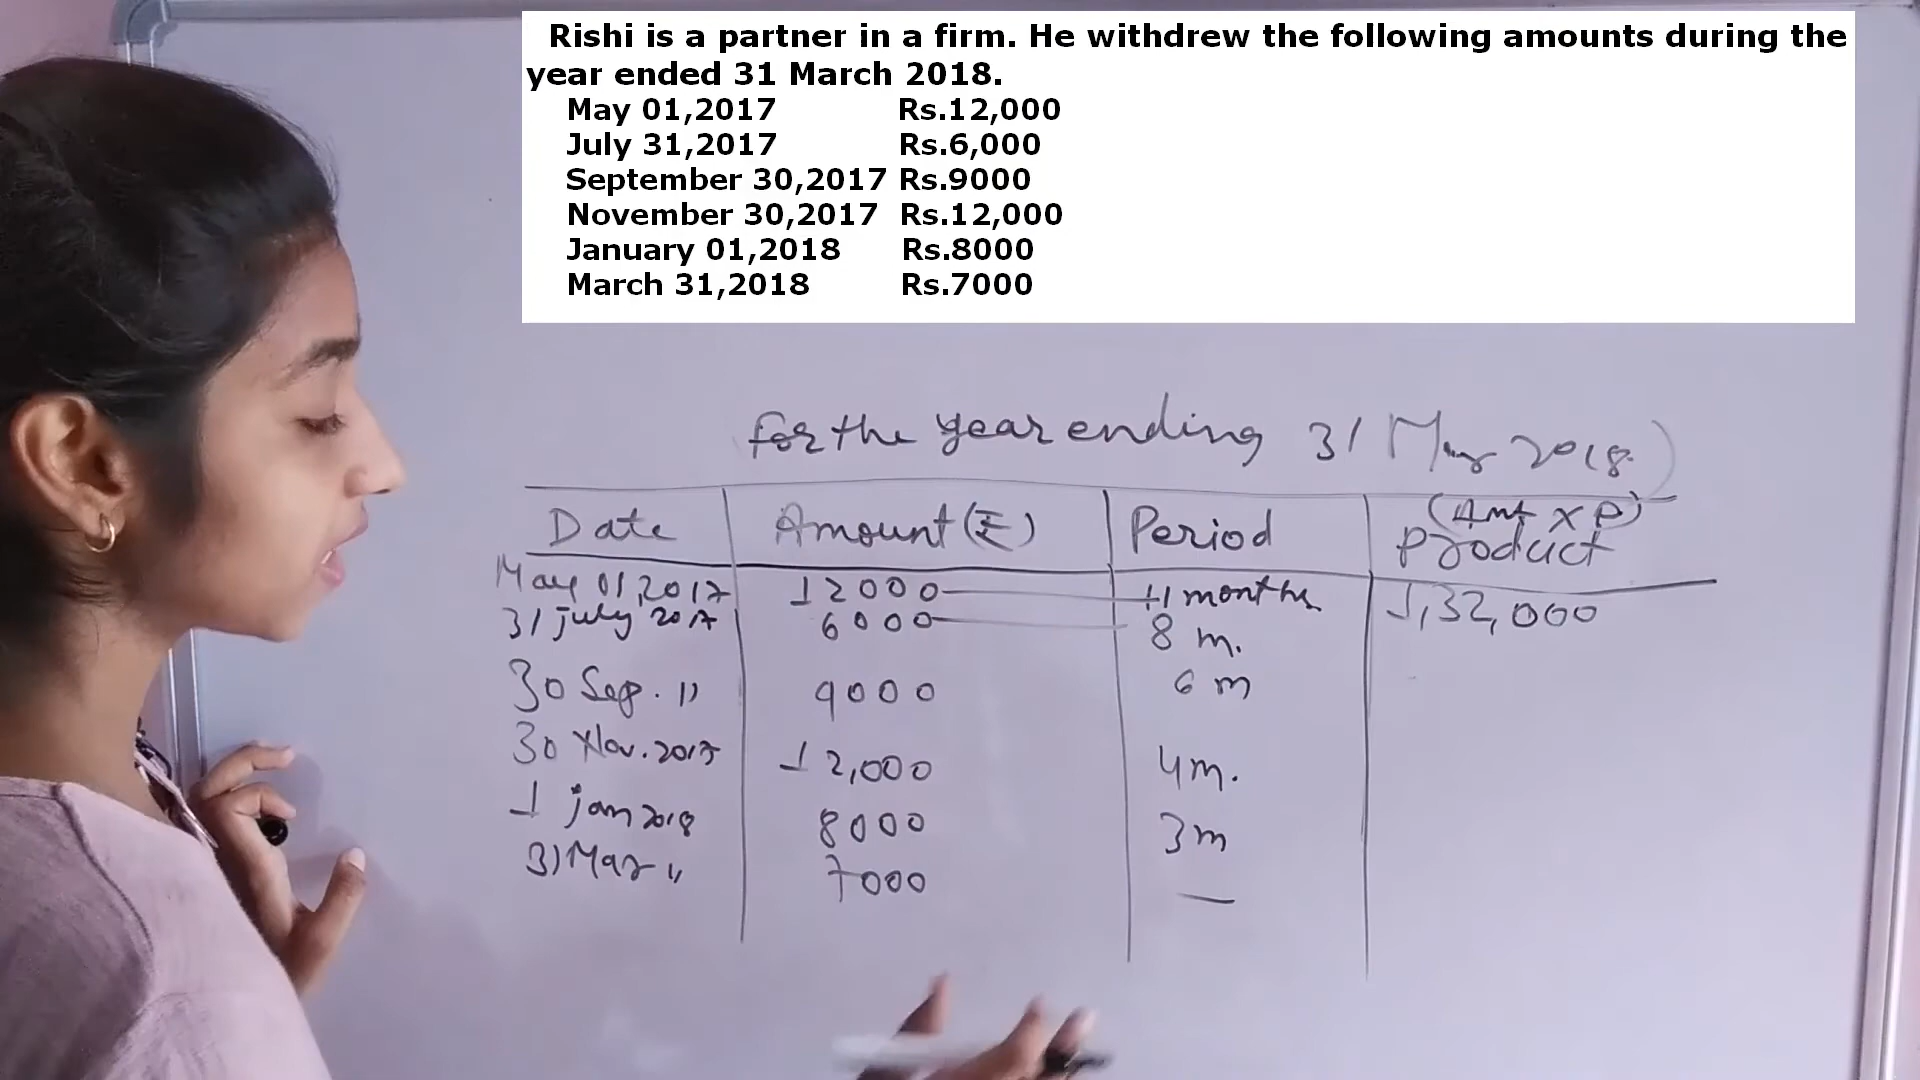 Rishi is a partner in a firm. He withdrew the following amounts during the
year ended 31 March 2018.
May 01,2017 Rs.12,000
July 31,2017 Rs.6,000
September 30,2017 Rs.9000
November 30,2017 Rs.12,000
January 01,2018 Rs.8000
March 31,2018 Rs.7000
for the year ending 31 Mar 2018)
Date Amount (₹) Period (Amt X P) Product
May 01,2017 12000 11 months 1,32,000
31 july 2017 6000 8 m.
30 Sep. " 9000 6 m
30 Nov. 2017 12,000 4m.
1 jan 2018 8000 3m
31 Mar " 7000 —